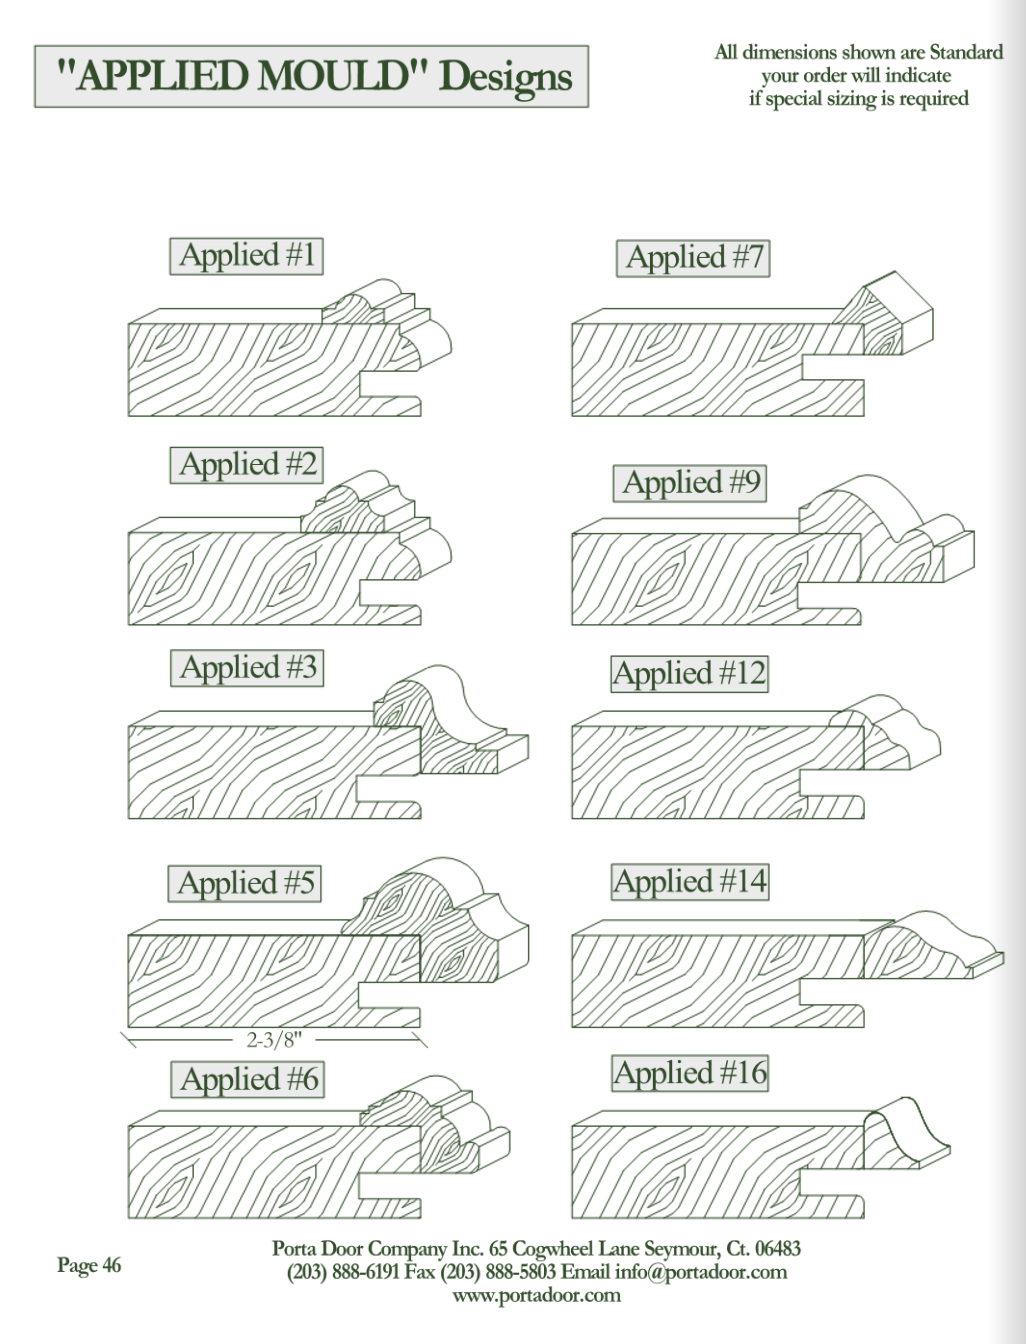 "APPLIED MOULD" Designs
All dimensions shown are Standard
your order will indicate
if special sizing is required
Applied #1
Applied #7
Applied #2
Applied #9
Applied #3
Applied #12
Applied #5
Applied #14
2-3/8"
Applied #6
Applied #16
Page 46
Porta Door Company Inc. 65 Cogwheel Lane Seymour, Ct. 06483
(203) 888-6191 Fax (203) 888-5803 Email info@portadoor.com
www.portadoor.com